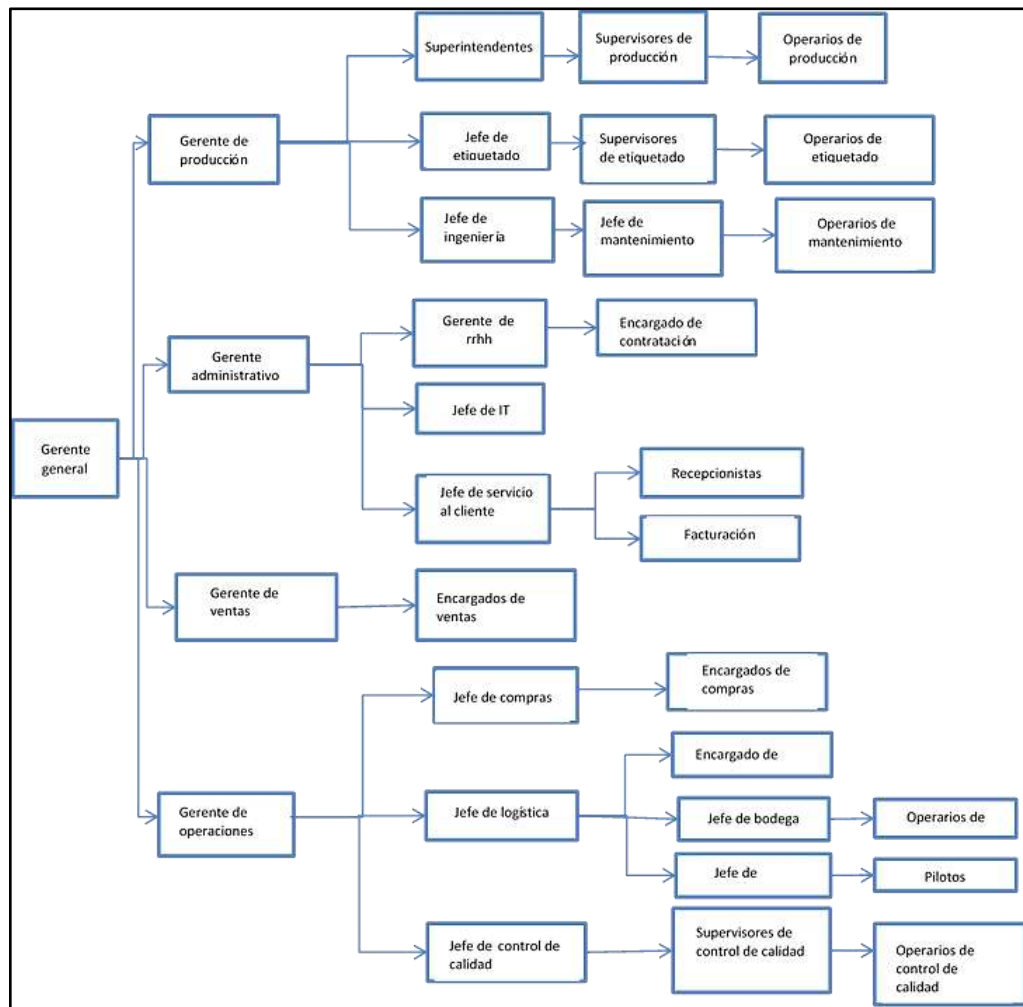 Superintendentes
Supervisores de
producción
Operarios de
producción
Gerente de
producción
Jefe de
etiquetado
Supervisores
de etiquetado
Operarios de
etiquetado
Jefe de
ingeniería
Jefe de
mantenimiento
Operarios de
mantenimiento
Gerente
general
Gerente
administrativo
Gerente de
rrhh
Encargado de
contratación
Jefe de IT
Jefe de servicio
al cliente
Recepcionistas
Facturación
Gerente de
ventas
Encargados de
ventas
Gerente de
operaciones
Jefe de compras
Encargados de
compras
Jefe de logística
Encargado de
Jefe de bodega
Operarios de
Jefe de
Pilotos
Jefe de control de
calidad
Supervisores de
control de calidad
Operarios de
control de
calidad